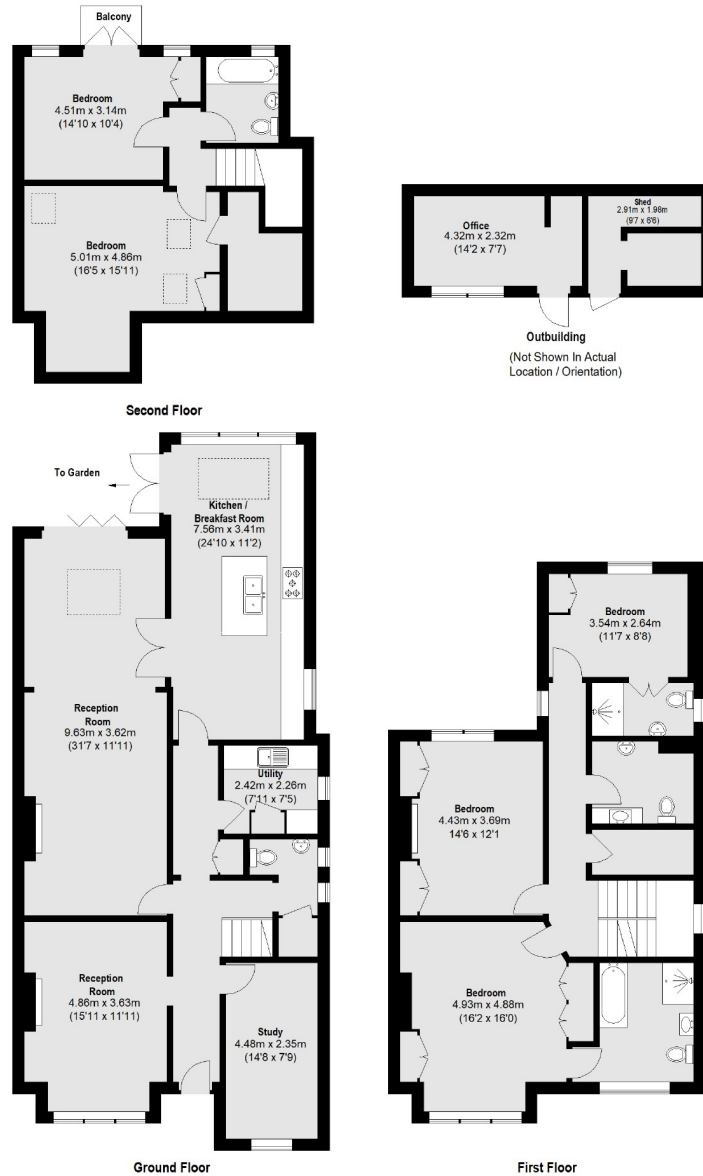 Balcony
Bedroom
4.51m x 3.14m
(14'10 x 10'4)
Bedroom
5.01m x 4.86m
(16'5 x 15'11)
Second Floor
Office
4.32m x 2.32m
(14'2 x 7'7)
Shed
2.91m x 1.98m
(9'7 x 6'6)
Outbuilding
(Not Shown In Actual
Location / Orientation)
To Garden
Kitchen /
Breakfast Room
7.56m x 3.41m
(24'10 x 11'2)
Reception
Room
9.63m x 3.62m
(31'7 x 11'11)
Utility
2.42m x 2.26m
(7'11 x 7'5)
Reception
Room
4.86m x 3.63m
(15'11 x 11'11)
Study
4.48m x 2.35m
(14'8 x 7'9)
Ground Floor
Bedroom
3.54m x 2.64m
(11'7 x 8'8)
Bedroom
4.43m x 3.69m
14'6 x 12'1
Bedroom
4.93m x 4.88m
(16'2 x 16'0)
First Floor